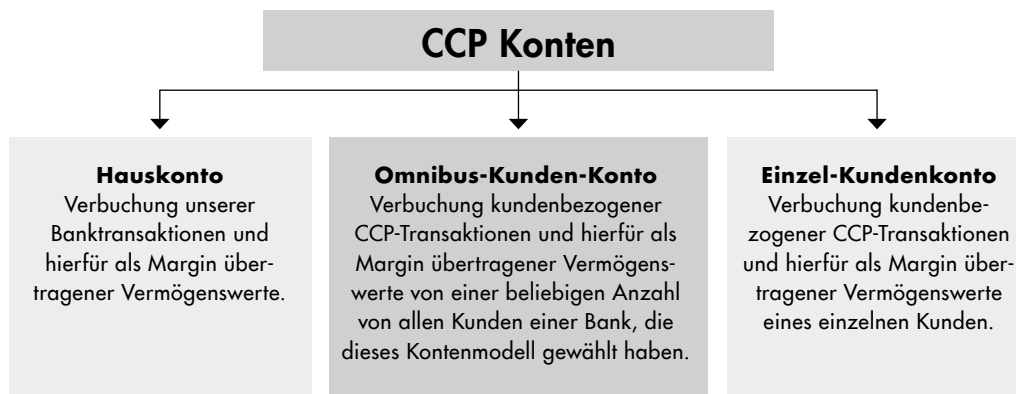 CCP Konten
Hauskonto
Verbuchung unserer
Banktransaktionen und
hierfür als Margin über-
tragener Vermögenswerte.
Omnibus-Kunden-Konto
Verbuchung kundenbezogener
CCP-Transaktionen und hierfür als
Margin übertragener Vermögens-
werte von einer beliebigen Anzahl
von allen Kunden einer Bank, die
dieses Kontenmodell gewählt haben.
Einzel-Kundenkonto
Verbuchung kundenbe-
zogener CCP-Transaktionen
und hierfür als Margin über-
tragener Vermögenswerte
eines einzelnen Kunden.